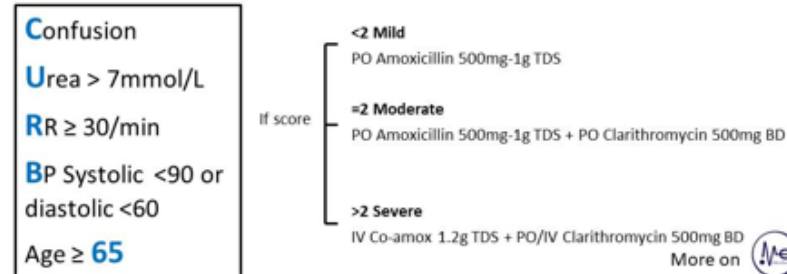 Confusion
Urea > 7mmol/L
RR ≥ 30/min
BP Systolic <90 or
diastolic <60
Age ≥ 65
If score
<2 Mild
PO Amoxicillin 500mg-1g TDS
=2 Moderate
PO Amoxicillin 500mg-1g TDS + PO Clarithromycin 500mg BD
>2 Severe
IV Co-amox 1.2g TDS + PO/IV Clarithromycin 500mg BD
More on